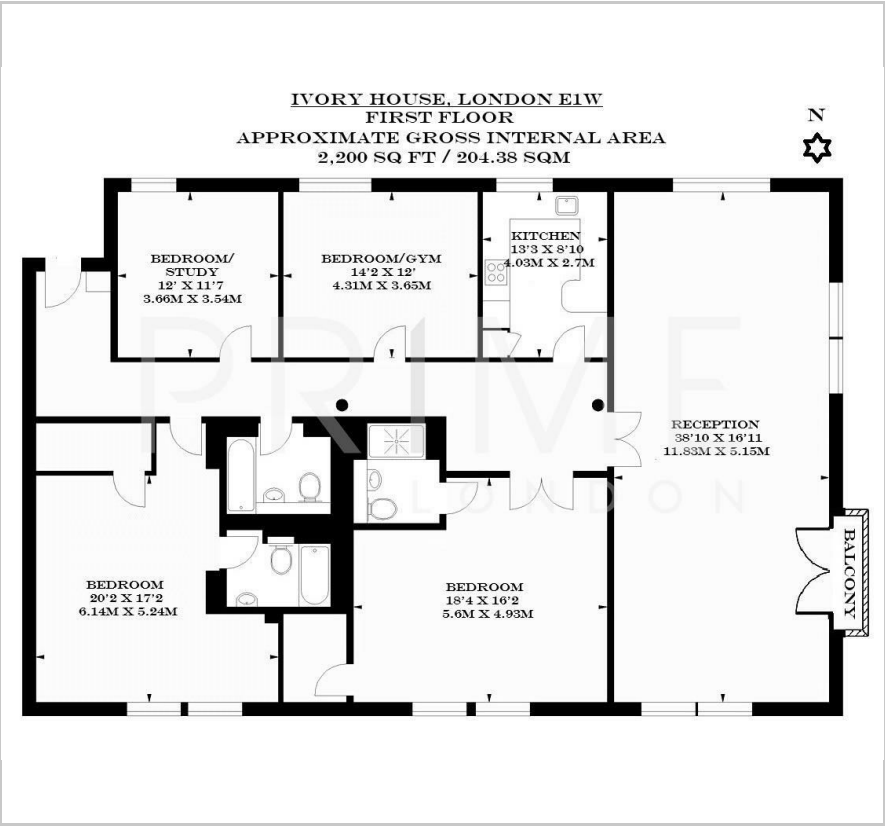 IVORY HOUSE, LONDON E1W
FIRST FLOOR
APPROXIMATE GROSS INTERNAL AREA
2,200 SQ FT / 204.38 SQM
N
BEDROOM/
STUDY
12' X 11'7
3.66M X 3.54M
BEDROOM/GYM
14'2 X 12'
4.31M X 3.65M
KITCHEN
13'3 X 8'10
4.03M X 2.7M
RECEPTION
38'10 X 16'11
11.83M X 5.15M
PRIME
LONDON
BALCONY
BEDROOM
20'2 X 17'2
6.14M X 5.24M
BEDROOM
18'4 X 16'2
5.6M X 4.93M